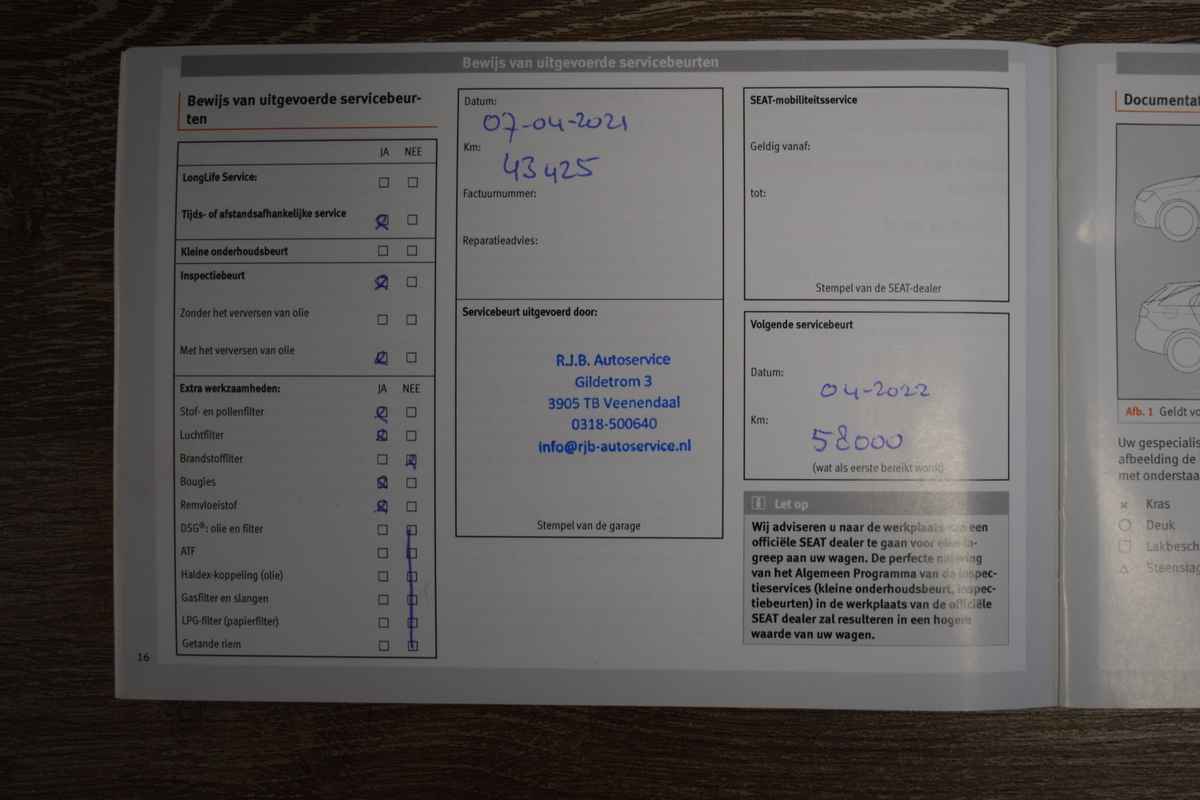 Bewijs van uitgevoerde servicebeurten
Bewijs van uitgevoerde servicebeur-
ten
JA NEE
LongLife Service:
Tijds- of afstandsafhankelijke service
Kleine onderhoudsbeurt
Inspectiebeurt
Zonder het verversen van olie
Met het verversen van olie
Extra werkzaamheden: JA NEE
Stof- en pollenfilter
Luchtfilter
Brandstoffilter
Bougies
Remvloeistof
DSG®: olie en filter
ATF
Haldex-koppeling (olie)
Gasfilter en slangen
LPG-filter (papierfilter)
Getande riem
16
Datum:
07-04-2021
Km:
43425
Factuurnummer:
Reparatieadvies:
Servicebeurt uitgevoerd door:
R.J.B. Autoservice
Gildetrom 3
3905 TB Veenendaal
0318-500640
info@rjb-autoservice.nl
Stempel van de garage
SEAT-mobiliteitsservice
Geldig vanaf:
tot:
Stempel van de SEAT-dealer
Volgende servicebeurt
Datum:
04-2022
Km:
58000
(wat als eerste bereikt wordt)
Let op
Wij adviseren u naar de werkplaats van een
officiële SEAT dealer te gaan voor elke in-
greep aan uw wagen. De perfecte naleving
van het Algemeen Programma van de inspec-
tieservices (kleine onderhoudsbeurt, inspec-
tiebeurten) in de werkplaats van de officiële
SEAT dealer zal resulteren in een hogere
waarde van uw wagen.
Documentat
Afb. 1 Geldt vo
Uw gespecialis
afbeelding de
met onderstaa
Kras
Deuk
Lakbesch
Steenslag